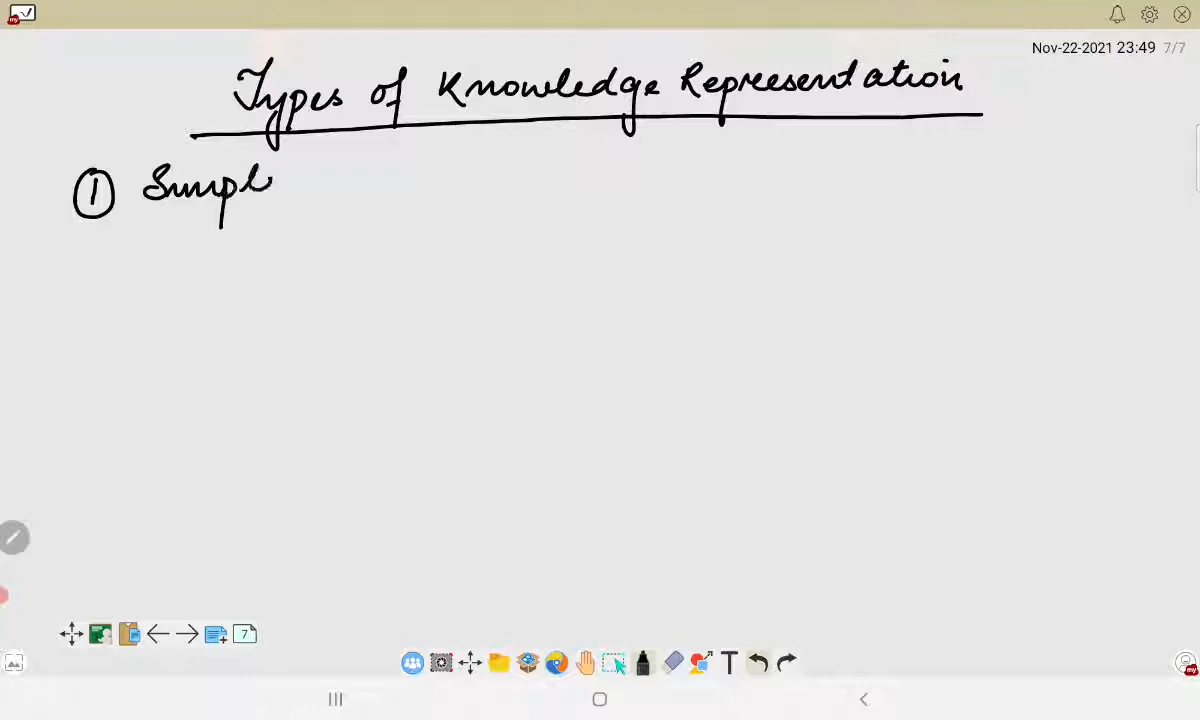 Nov-22-2021 23:49 7/7
Types of Knowledge Representation
① Simpl
7